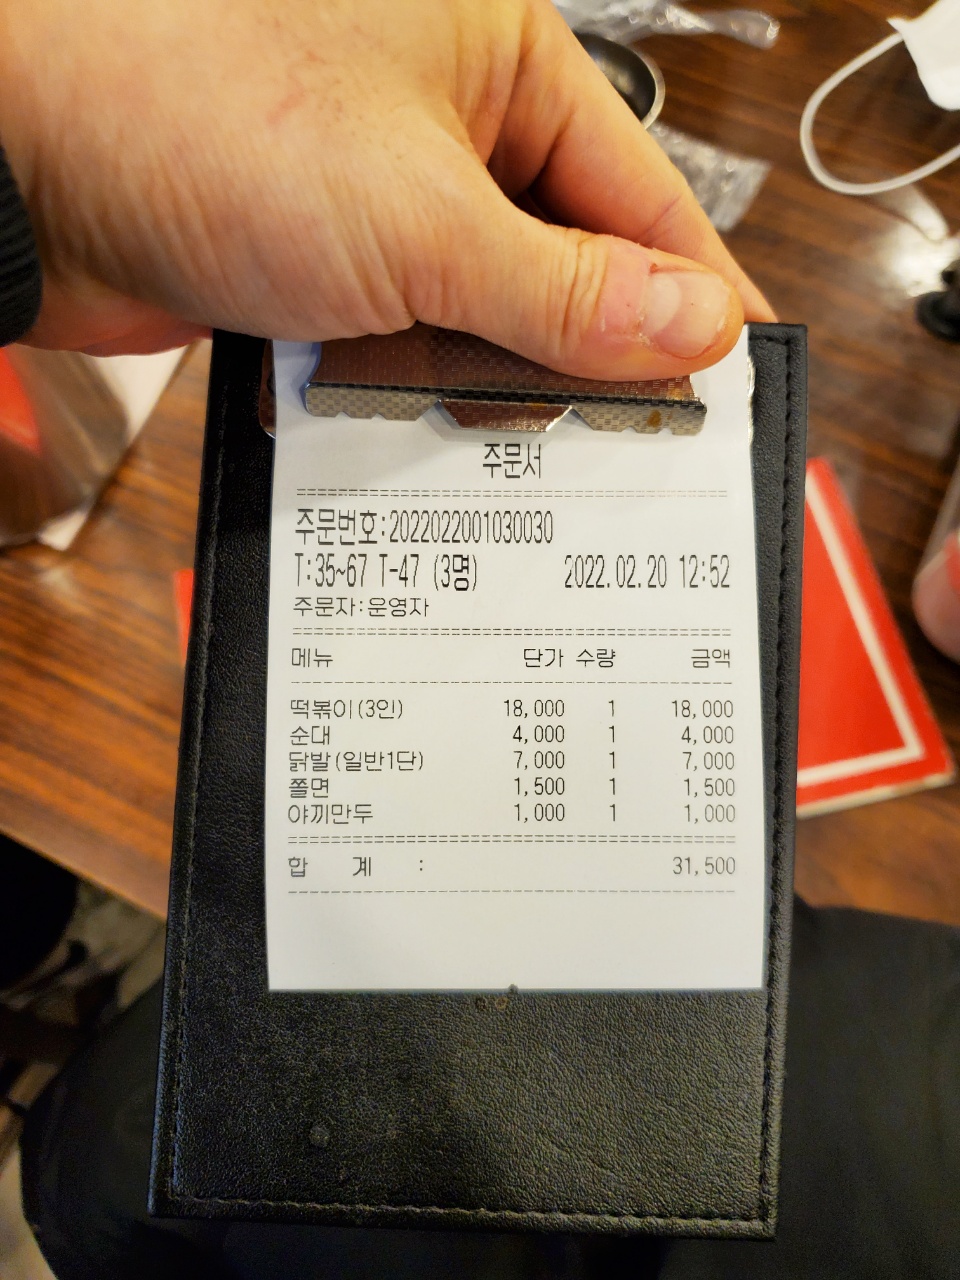 주문서
주문번호:2022022001030030
T:35~67 T-47 (3명) 2022.02.20 12:52
주문자:운영자
메뉴 단가 수량 금액
떡볶이(3인) 18,000 1 18,000
순대 4,000 1 4,000
닭발(일반1단) 7,000 1 7,000
쫄면 1,500 1 1,500
야끼만두 1,000 1 1,000
합 계 : 31,500